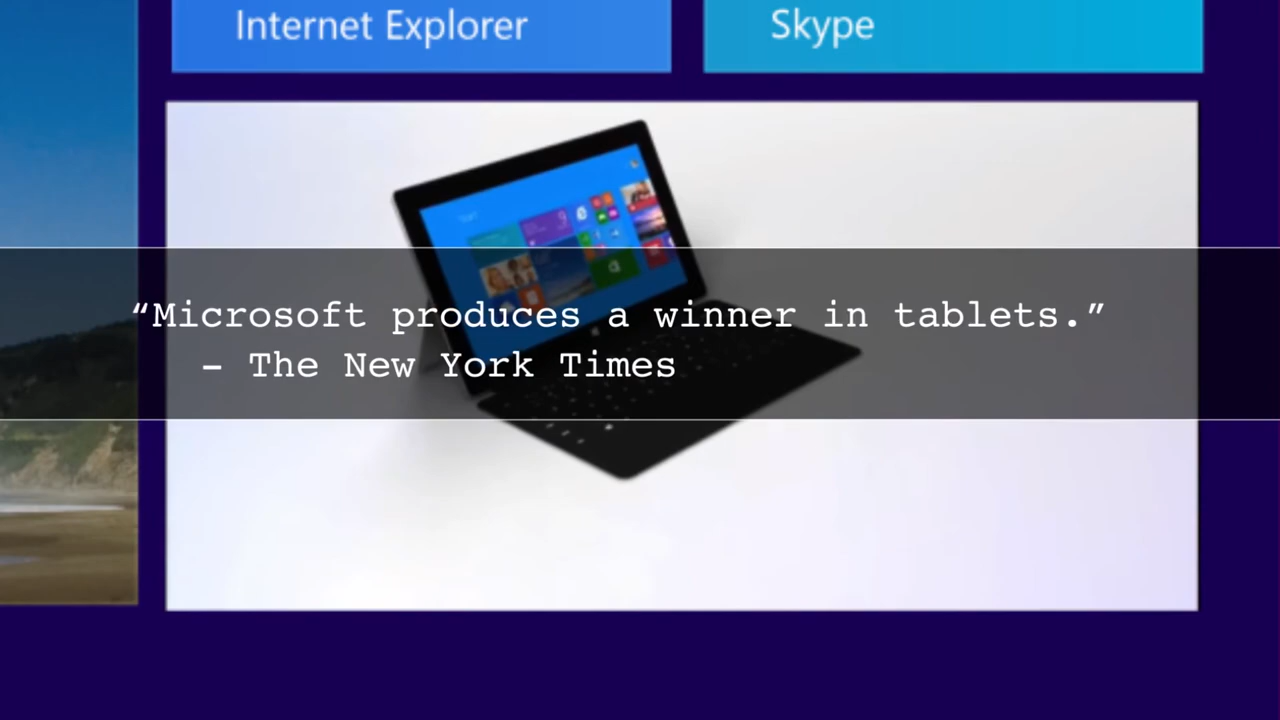 Internet Explorer
Skype
“Microsoft produces a winner in tablets.”
– The New York Times